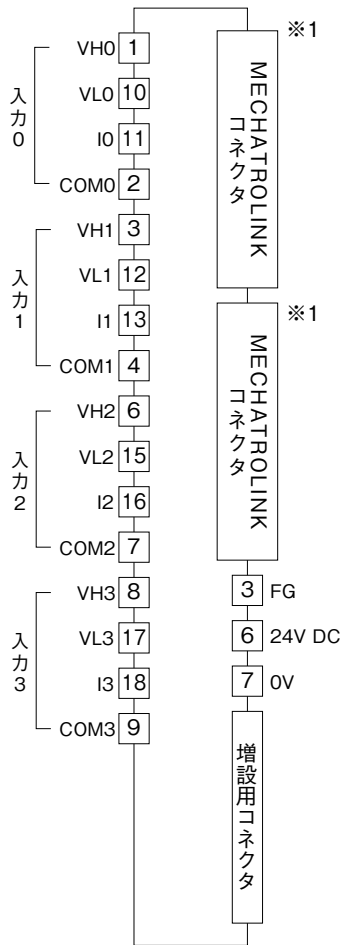 入力0
VH0 1
VL0 10
I0 11
COM0 2
入力1
VH1 3
VL1 12
I1 13
COM1 4
入力2
VH2 6
VL2 15
I2 16
COM2 7
入力3
VH3 8
VL3 17
I3 18
COM3 9
※1
MECHATROLINK
コネクタ
※1
MECHATROLINK
コネクタ
3 FG
6 24V DC
7 0V
増設用コネクタ